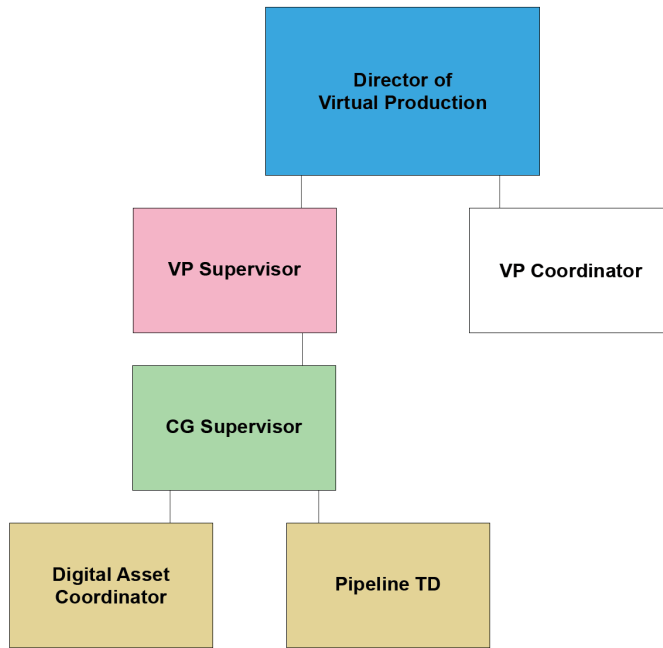 Director of
Virtual Production
VP Supervisor
VP Coordinator
CG Supervisor
Digital Asset
Coordinator
Pipeline TD